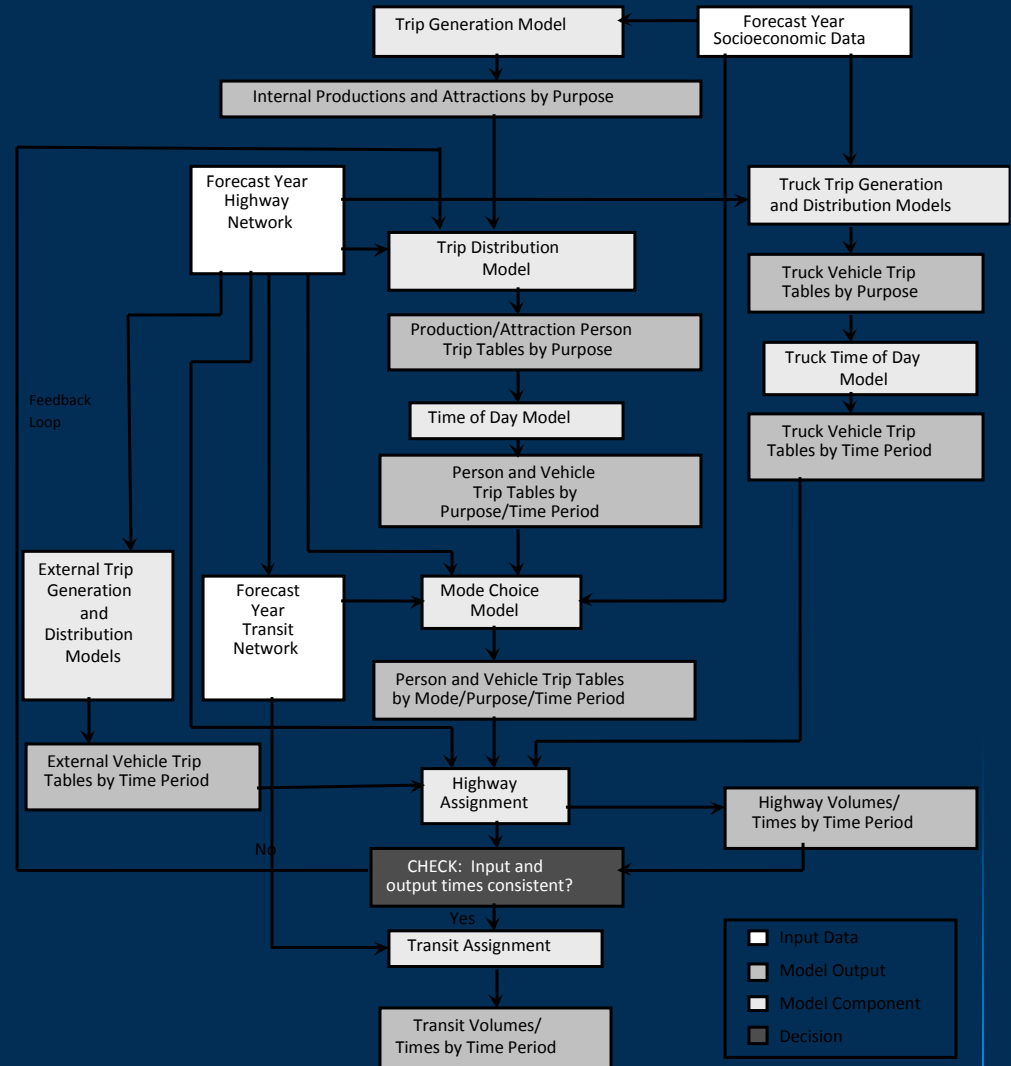 Trip Generation Model
Forecast Year
Socioeconomic Data
Internal Productions and Attractions by Purpose
Forecast Year
Highway
Network
Truck Trip Generation
and Distribution Models
Trip Distribution
Model
Truck Vehicle Trip
Tables by Purpose
Production/Attraction Person
Trip Tables by Purpose
Truck Time of Day
Model
Feedback
Loop
Time of Day Model
Truck Vehicle Trip
Tables by Time Period
Person and Vehicle
Trip Tables by
Purpose/Time Period
External Trip
Generation
and
Distribution
Models
Forecast
Year
Transit
Network
Mode Choice
Model
Person and Vehicle Trip Tables
by Mode/Purpose/Time Period
External Vehicle Trip
Tables by Time Period
Highway
Assignment
Highway Volumes/
Times by Time Period
No
CHECK: Input and
output times consistent?
Yes
Transit Assignment
Transit Volumes/
Times by Time Period
Input Data
Model Output
Model Component
Decision